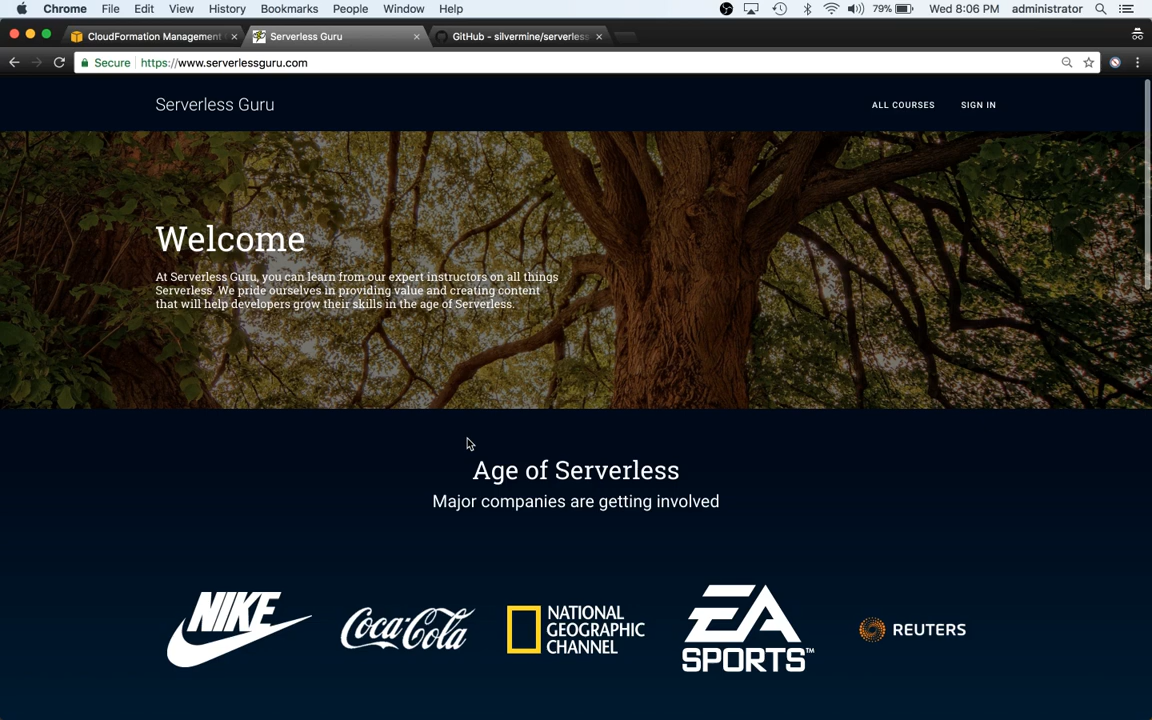 Chrome File Edit View History Bookmarks People Window Help 79% Wed 8:06 PM administrator
CloudFormation Management Serverless Guru GitHub - silvermine/serverless
Secure https://www.serverlessguru.com
Serverless Guru ALL COURSES SIGN IN
Welcome
At Serverless Guru, you can learn from our expert instructors on all things
Serverless. We pride ourselves in providing value and creating content
that will help developers grow their skills in the age of Serverless.
Age of Serverless
Major companies are getting involved
NIKE
Coca-Cola
NATIONAL
GEOGRAPHIC
CHANNEL
EA
SPORTS™
REUTERS